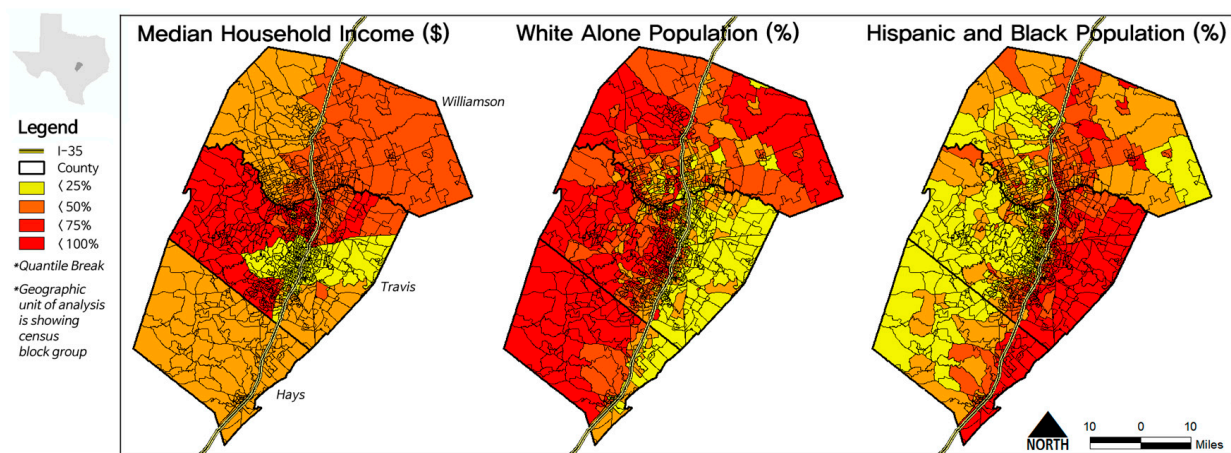 Median Household Income ($)
White Alone Population (%)
Hispanic and Black Population (%)
Williamson
Travis
Hays
Legend
I-35
County
< 25%
< 50%
< 75%
< 100%
*Quantile Break
*Geographic
unit of analysis
is showing
census
block group
NORTH
10 0 10
Miles